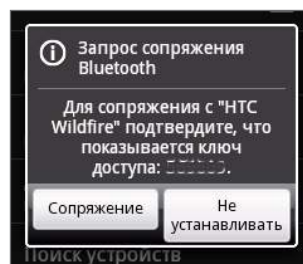 Запрос сопряжения
Bluetooth
Для сопряжения с "HTC
Wildfire" подтвердите, что
показывается ключ
доступа:
Сопряжение
Не
устанавливать
Поиск устройств